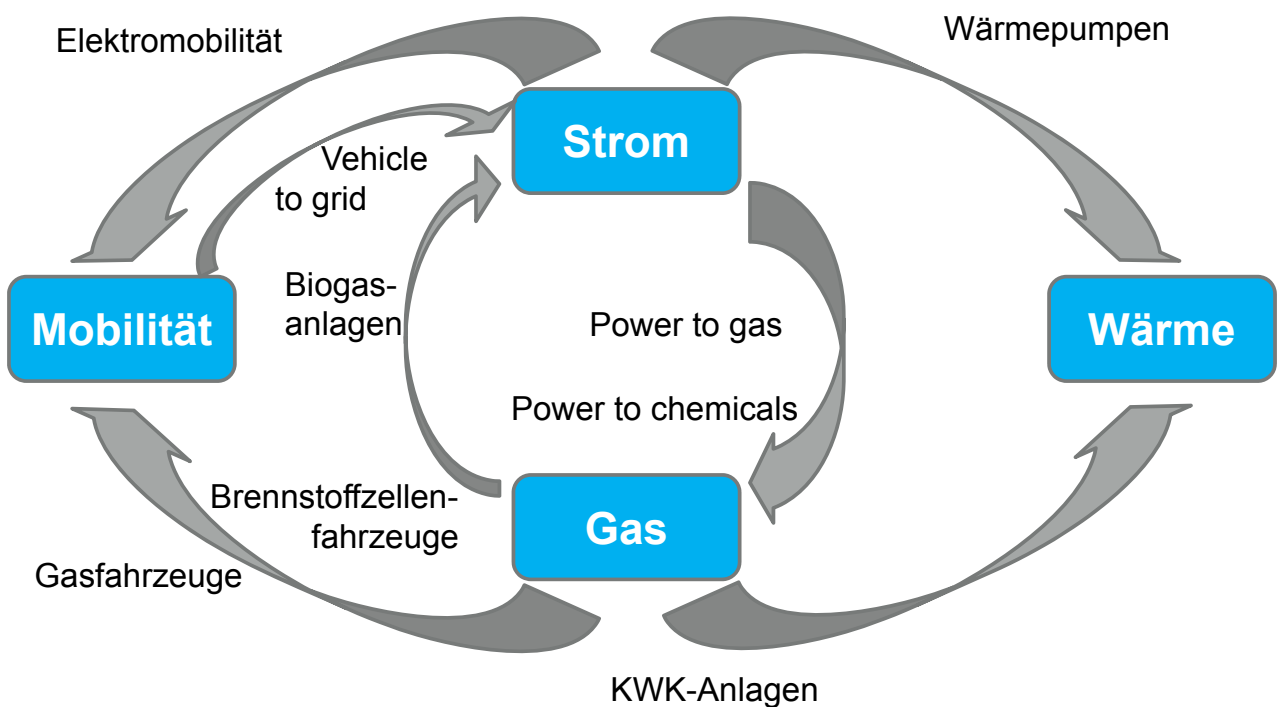 Elektromobilität
Wärmepumpen
Strom
Vehicle
to grid
Biogas-
anlagen
Mobilität
Power to gas
Wärme
Power to chemicals
Brennstoffzellen-
fahrzeuge
Gas
Gasfahrzeuge
KWK-Anlagen